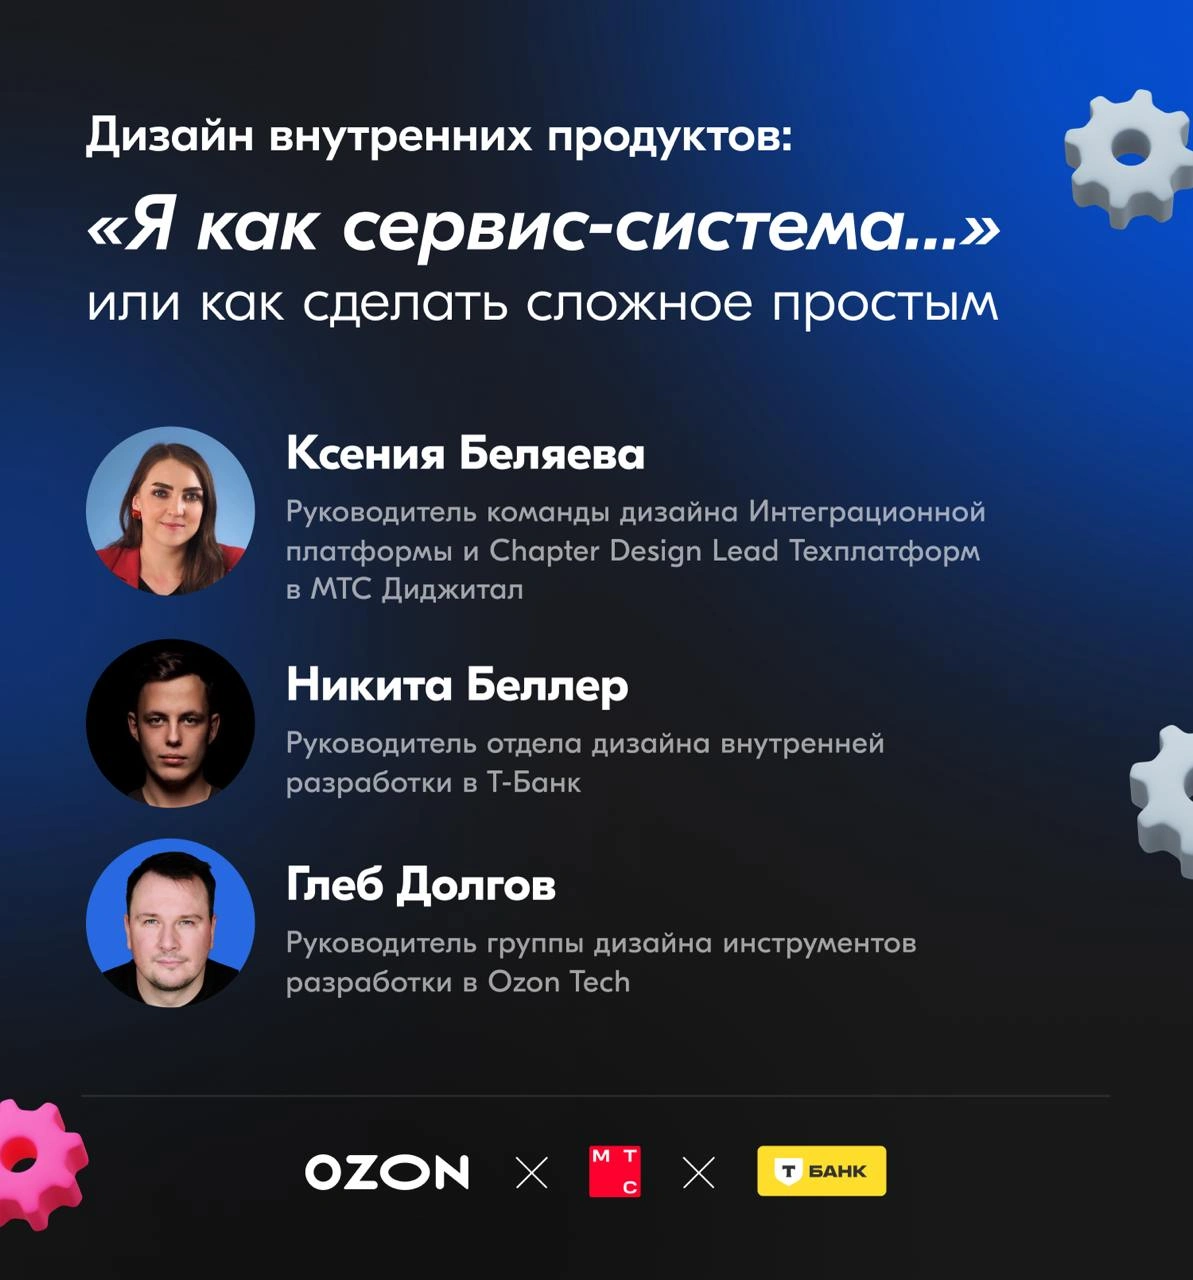 Дизайн внутренних продуктов:
«Я как сервис-система...»
или как сделать сложное простым
Ксения Беляева
Руководитель команды дизайна Интеграционной
платформы и Chapter Design Lead Техплатформ
в МТС Диджитал
Никита Беллер
Руководитель отдела дизайна внутренней
разработки в Т-Банк
Глеб Долгов
Руководитель группы дизайна инструментов
разработки в Ozon Tech
OZON × МТС × Т БАНК